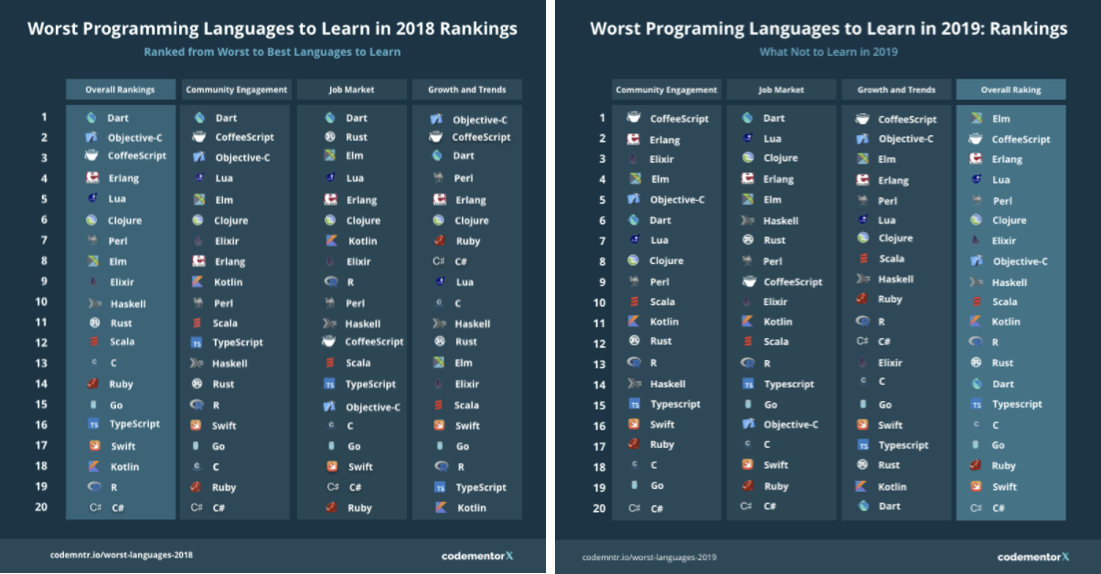 Worst Programming Languages to Learn in 2018 Rankings
Ranked from Worst to Best Languages to Learn
Overall Rankings Community Engagement Job Market Growth and Trends
1 Dart Dart Dart Objective-C
2 Objective-C CoffeeScript Rust CoffeeScript
3 CoffeeScript Objective-C Elm Dart
4 Erlang Lua Lua Perl
5 Lua Elm Erlang Erlang
6 Clojure Clojure Clojure Clojure
7 Perl Elixir Kotlin Ruby
8 Elm Erlang Elixir C# C#
9 Elixir Kotlin R Lua
10 Haskell Perl Perl C C
11 Rust Scala Haskell Haskell
12 Scala TS TypeScript CoffeeScript Rust
13 C C Haskell Scala Elm
14 Ruby Rust TS TypeScript Elixir
15 Go R Objective-C Scala
16 TS TypeScript Swift C C Swift
17 Swift Go Go Go
18 Kotlin C C Swift R
19 R Ruby C# C# TS TypeScript
20 C# C# C# C# Ruby Kotlin
codemntr.io/worst-languages-2018
codementorX
Worst Programing Languages to Learn in 2019: Rankings
What Not to Learn in 2019
Community Engagement Job Market Growth and Trends Overall Raking
1 CoffeeScript Dart CoffeeScript Elm
2 Erlang Lua Objective-C CoffeeScript
3 Elixir Clojure Elm Erlang
4 Elm Erlang Erlang Lua
5 Objective-C Elm Perl Perl
6 Dart Haskell Lua Clojure
7 Lua Rust Clojure Elixir
8 Clojure Perl Scala Objective-C
9 Perl CoffeeScript Haskell Haskell
10 Scala Elixir Ruby Scala
11 Kotlin Kotlin R Kotlin
12 Rust Scala C# C# R
13 R R Elixir Rust
14 Haskell TS Typescript C C Dart
15 TS Typescript Go Go TS Typescript
16 Swift Objective-C Swift C C
17 Ruby C C TS Typescript Go
18 C C Swift Rust Ruby
19 Go Ruby Kotlin Swift
20 C# C# C# C# Dart C# C#
codemntr.io/worst-languages-2019
codementorX